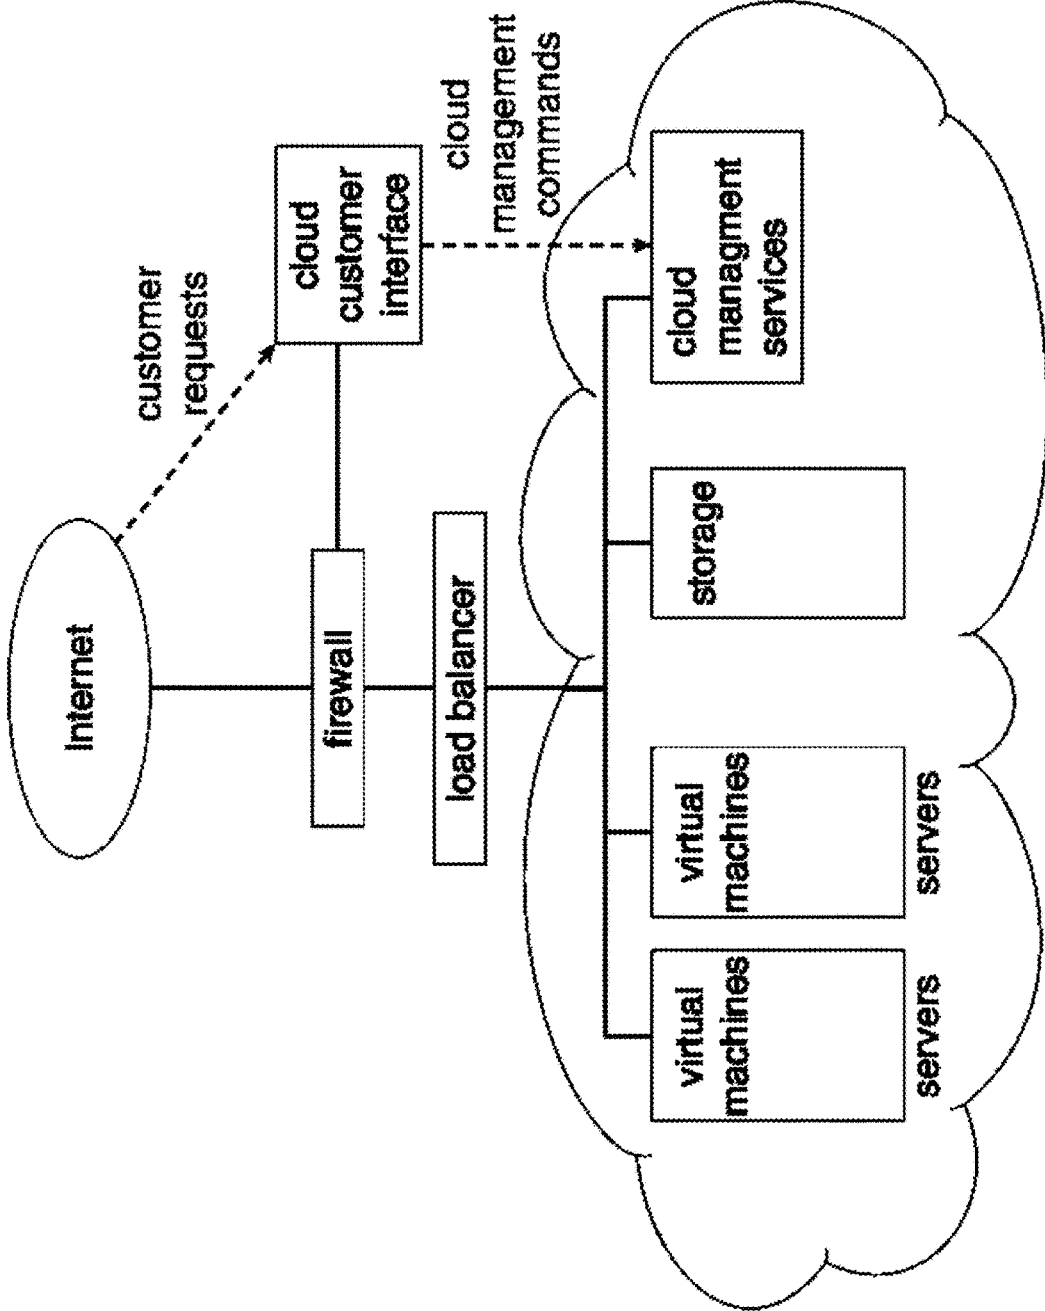 Internet
customer
requests
cloud
customer
interface
firewall
cloud
management
commands
load balancer
virtual
machines
servers
virtual
machines
servers
storage
cloud
managment
services